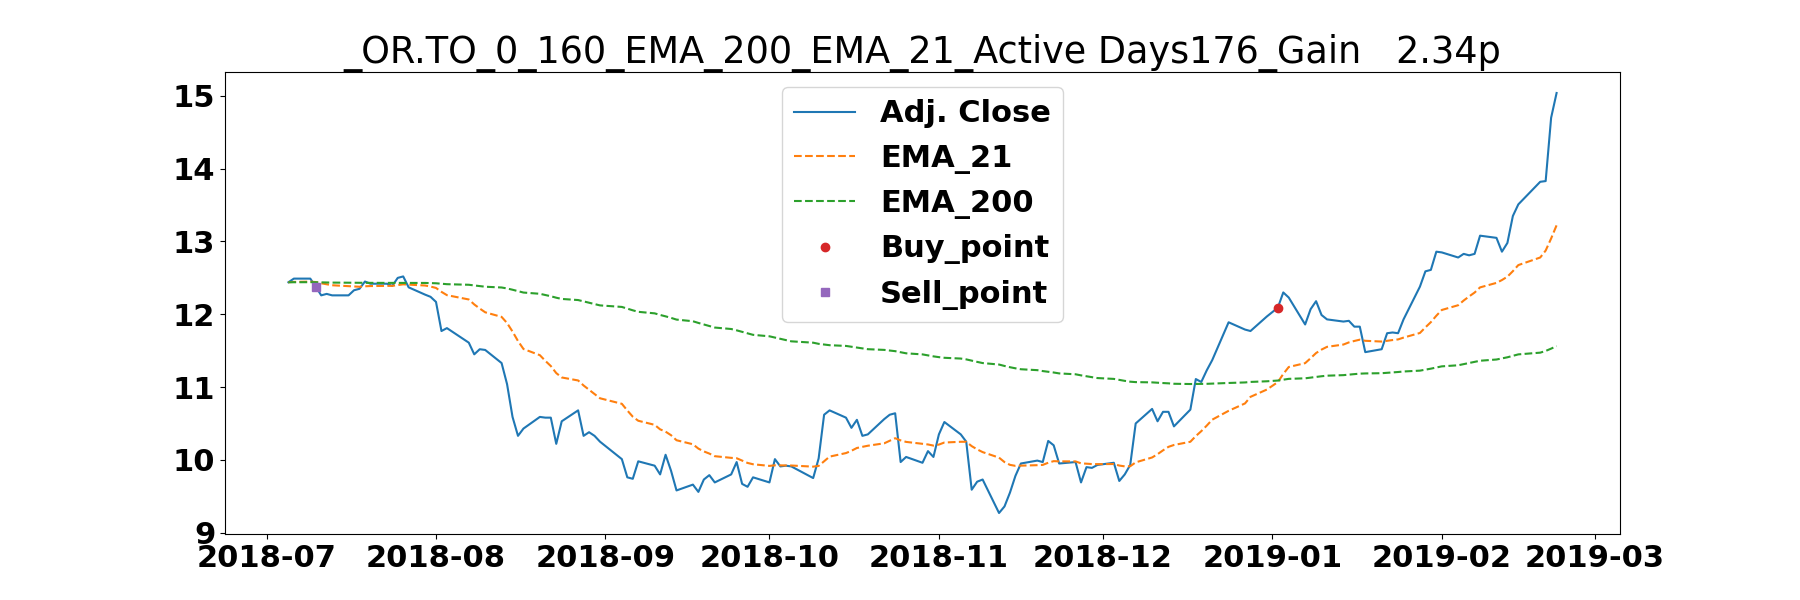 _OR.TO_0_160_EMA_200_EMA_21_Active Days176_Gain   2.34p
15
14
13
12
11
10
9
Adj. Close
EMA_21
EMA_200
Buy_point
Sell_point
2018-07 2018-08 2018-09 2018-10 2018-11 2018-12 2019-01 2019-02 2019-03